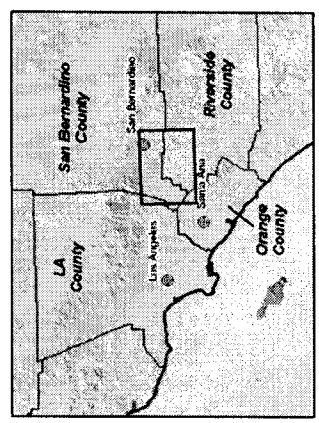 San Bernardino
County
San Bernardino
Riverside
County
LA
County
Los Angeles
Santa Ana
Orange
County